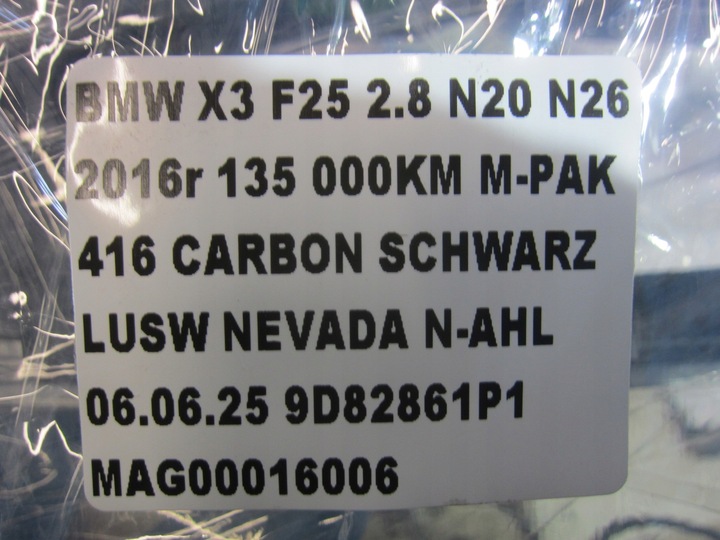 BMW X3 F25 2.8 N20 N26
2016r 135 000KM M-PAK
416 CARBON SCHWARZ
LUSW NEVADA N-AHL
06.06.25 9D82861P1
MAG00016006